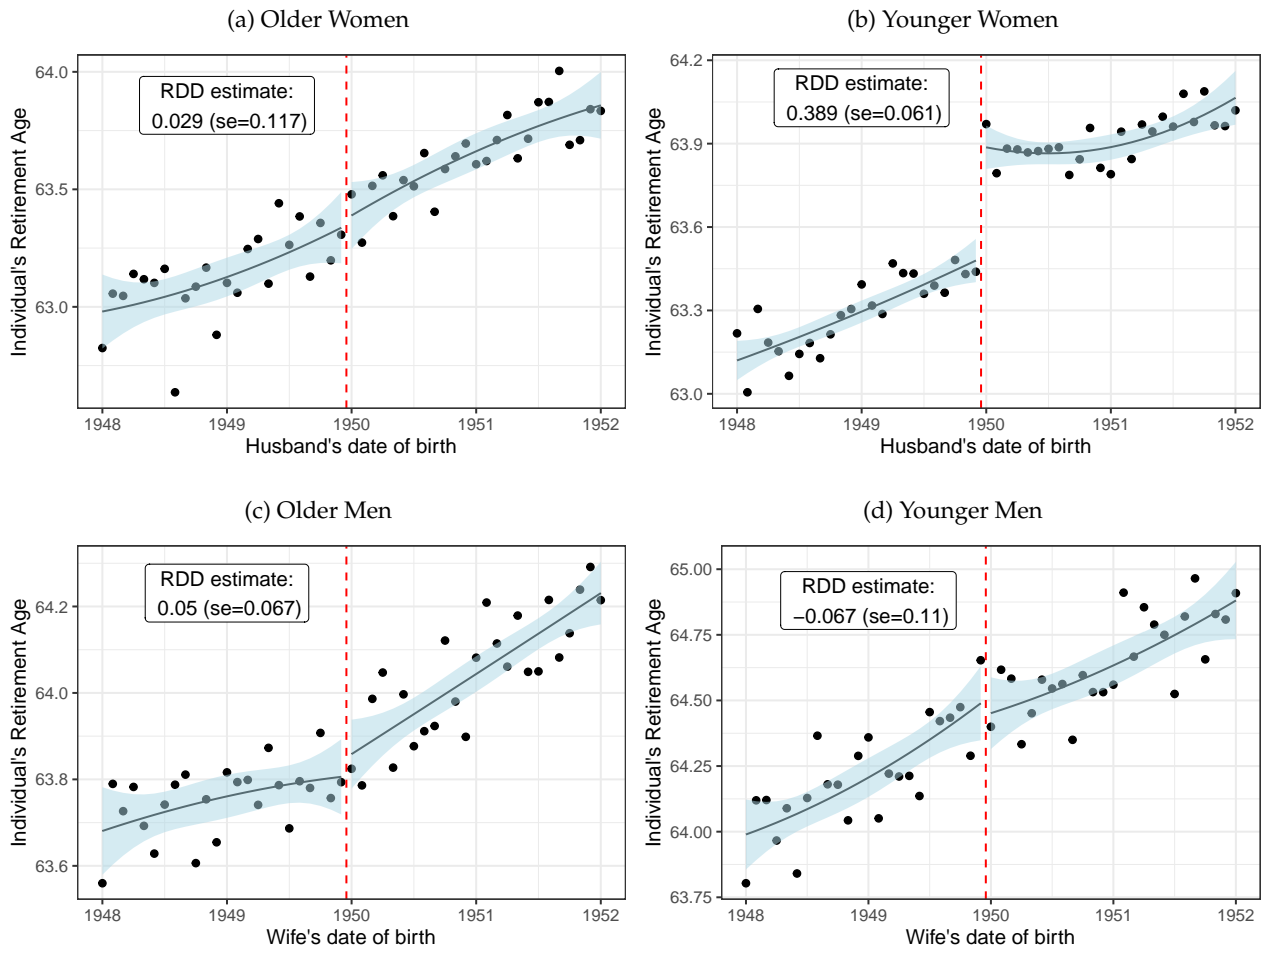 (a) Older Women
RDD estimate:
0.029 (se=0.117)
Individual's Retirement Age
64.0
63.5
63.0
1948
1949
1950
1951
1952
Husband's date of birth
(b) Younger Women
RDD estimate:
0.389 (se=0.061)
Individual's Retirement Age
64.2
63.9
63.6
63.3
63.0
1948
1949
1950
1951
1952
Husband's date of birth
(c) Older Men
RDD estimate:
0.05 (se=0.067)
Individual's Retirement Age
64.2
64.0
63.8
63.6
1948
1949
1950
1951
1952
Wife's date of birth
(d) Younger Men
RDD estimate:
−0.067 (se=0.11)
Individual's Retirement Age
65.00
64.75
64.50
64.25
64.00
63.75
1948
1949
1950
1951
1952
Wife's date of birth